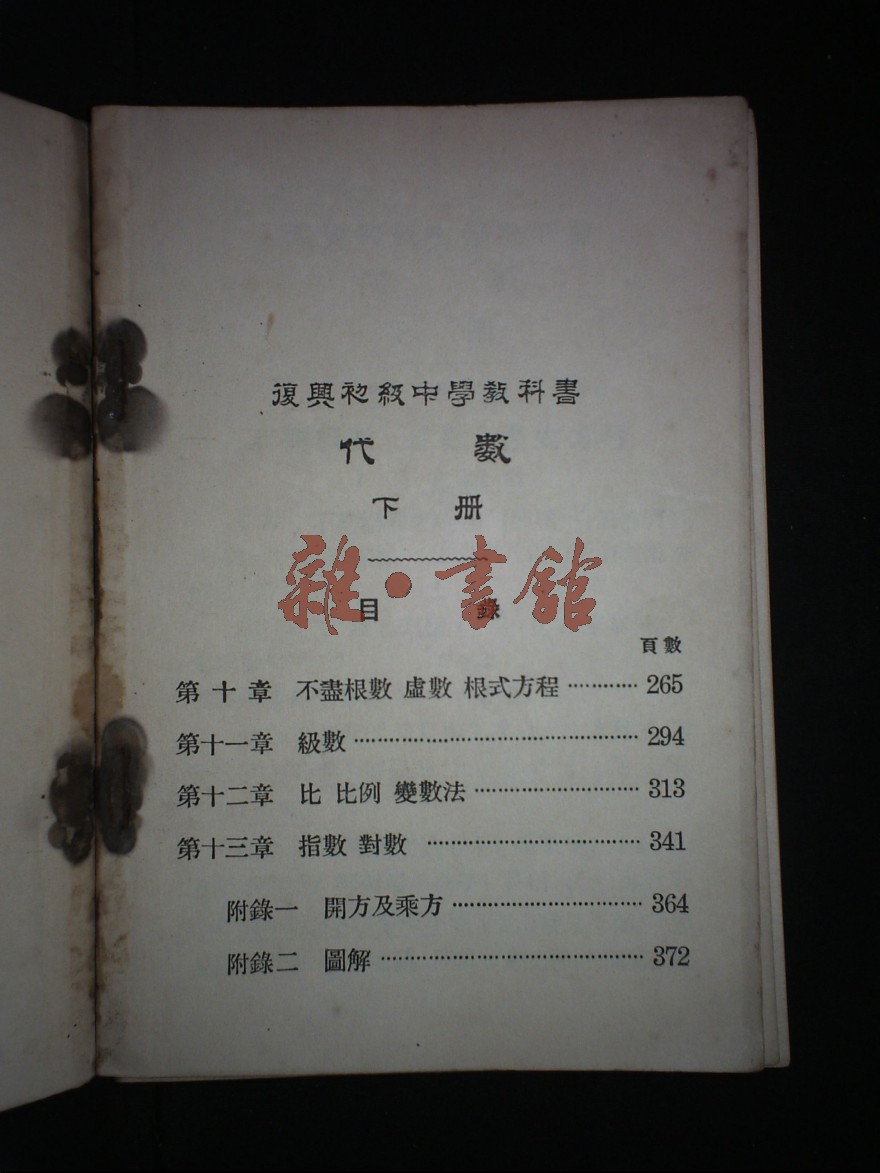 復興初級中學教科書
代 數
下 冊
雜·書館
目 錄
頁數
第十章 不盡根數 虛數 根式方程 ………… 265
第十一章 級數 ………………………………… 294
第十二章 比 比例 變數法 ………………… 313
第十三章 指數 對數 ……………………… 341
附錄一 開方及乘方 ……………………… 364
附錄二 圖解 ……………………………… 372